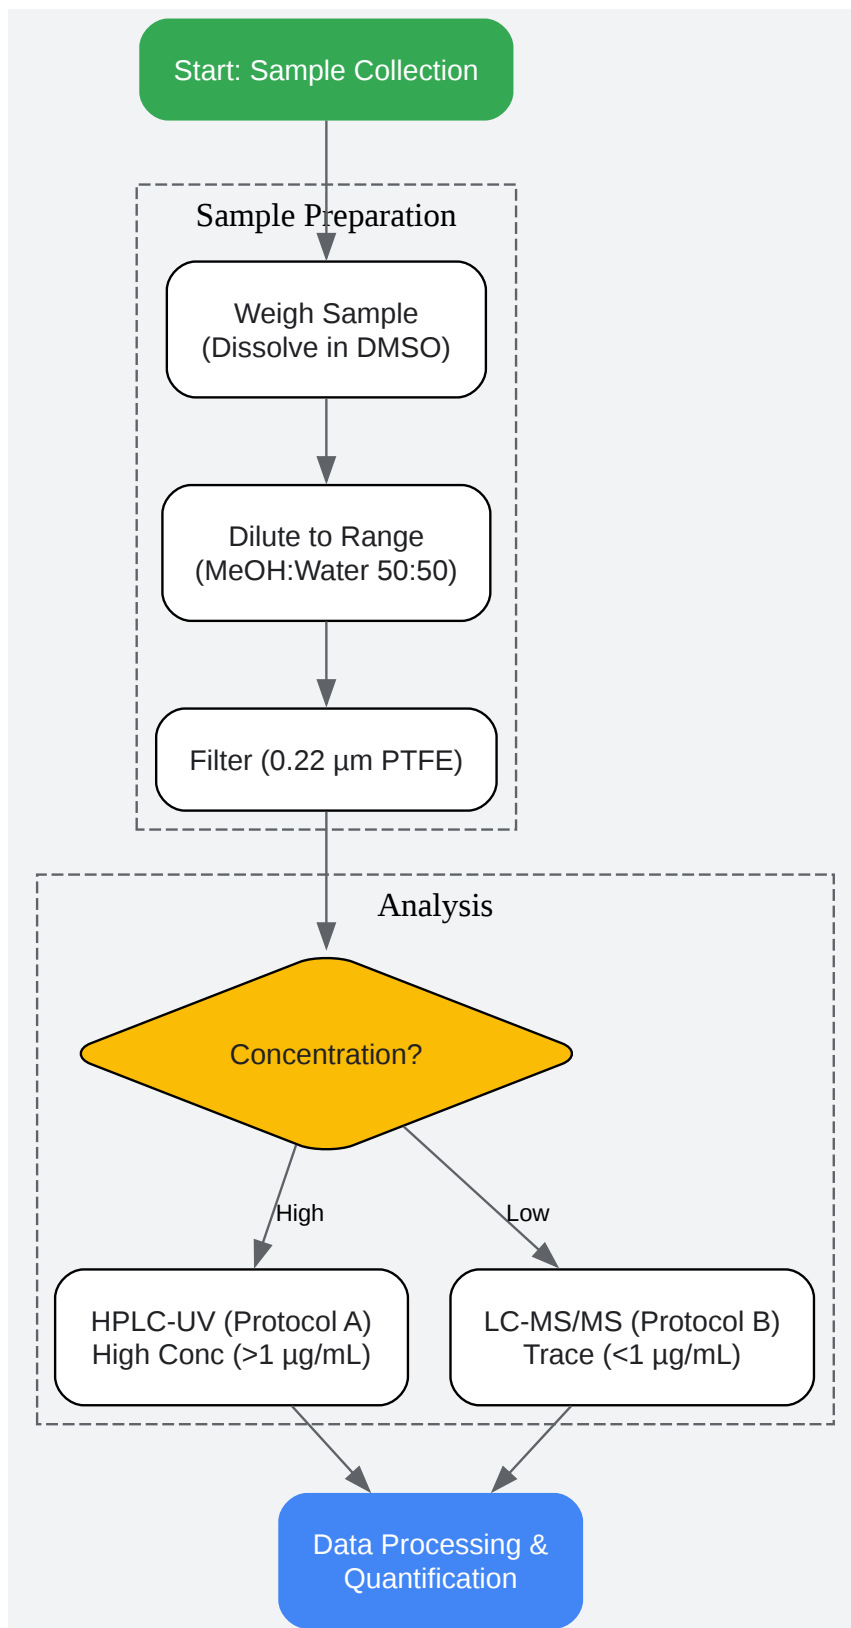 Start: Sample Collection
Sample Preparation
Weigh Sample
(Dissolve in DMSO)
Dilute to Range
(MeOH:Water 50:50)
Filter (0.22 µm PTFE)
Analysis
Concentration?
High
Low
HPLC-UV (Protocol A)
High Conc (>1 µg/mL)
LC-MS/MS (Protocol B)
Trace (<1 µg/mL)
Data Processing &
Quantification